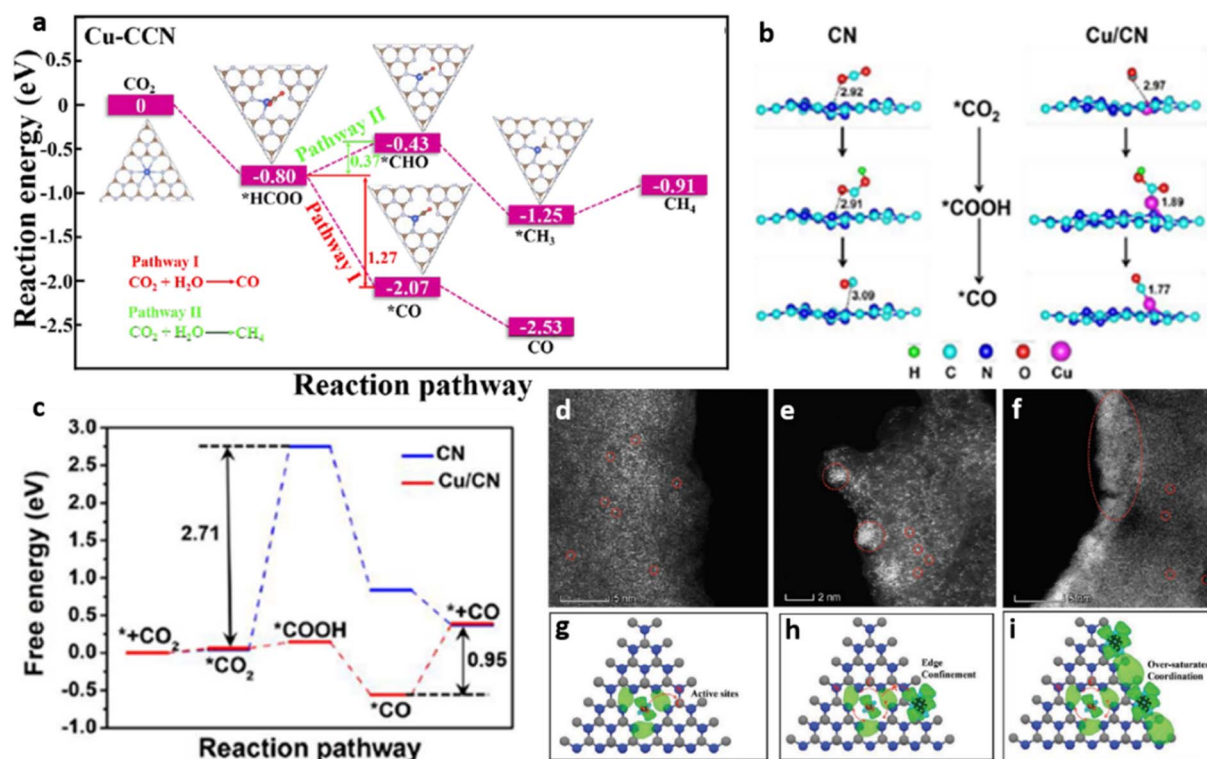 a
Cu-CCN
Reaction energy (eV)
0.5
0
-0.5
-1.0
-1.5
-2.0
-2.5
CO2
0
-0.80
*HCOO
Pathway II
0.37
-0.43
*CHO
-1.25
*CH3
-0.91
CH4
Pathway I
1.27
-2.07
*CO
-2.53
CO
Pathway I
CO2 + H2O → CO
Pathway II
CO2 + H2O → CH4
Reaction pathway
b
CN
Cu/CN
2.92
*CO2
2.97
2.91
*COOH
1.89
3.09
*CO
1.77
H C N O Cu
c
Free energy (eV)
3.0
2.5
2.0
1.5
1.0
0.5
0.0
-0.5
-1.0
CN
Cu/CN
2.71
*+CO2
*CO2
*COOH
*CO
*+CO
0.95
Reaction pathway
d
5 nm
e
2 nm
f
5 nm
g
Active sites
h
Edge
Confinement
i
Over-saturated
Coordination